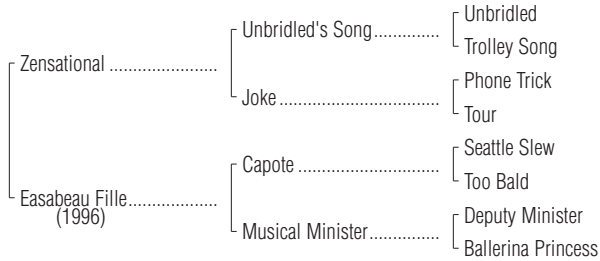 Unbridled
Unbridled's Song..............
Trolley Song
Zensational ......................
Phone Trick
Joke .................................
Tour
Seattle Slew
Capote .............................
Too Bald
Easabeau Fille..................
(1996)
Deputy Minister
Musical Minister..............
Ballerina Princess